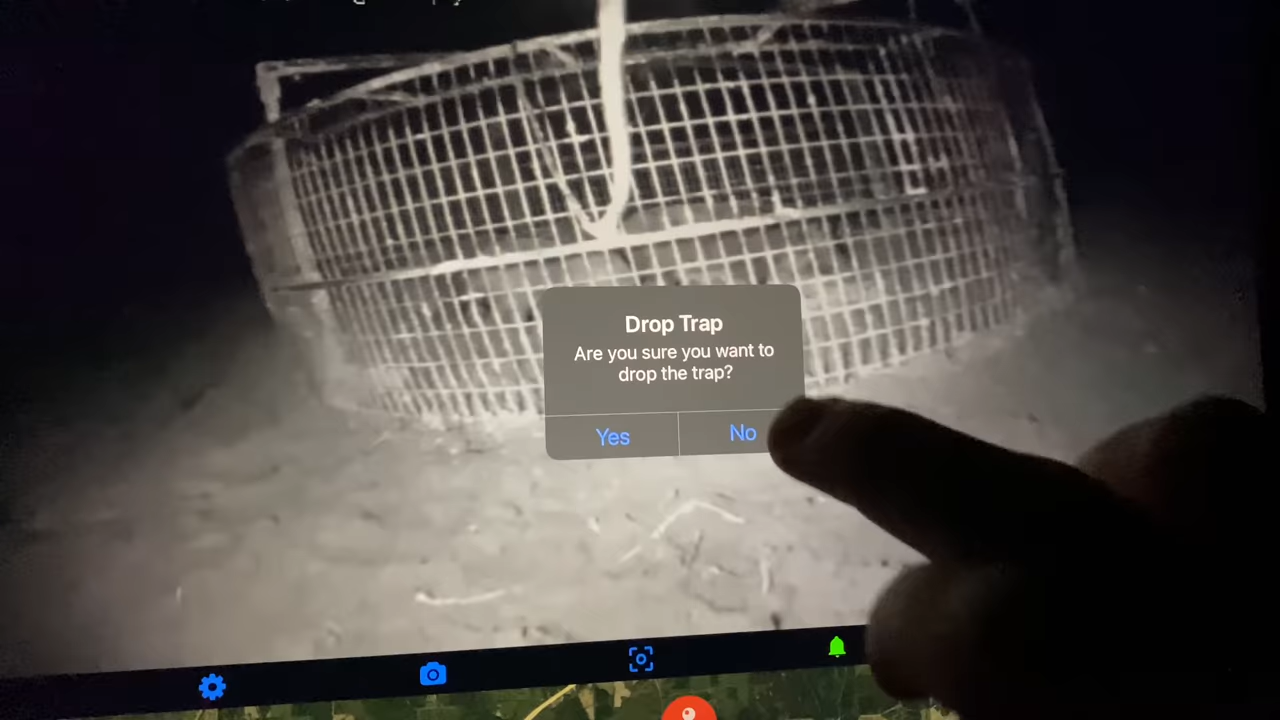 Drop Trap
Are you sure you want to
drop the trap?
Yes
No